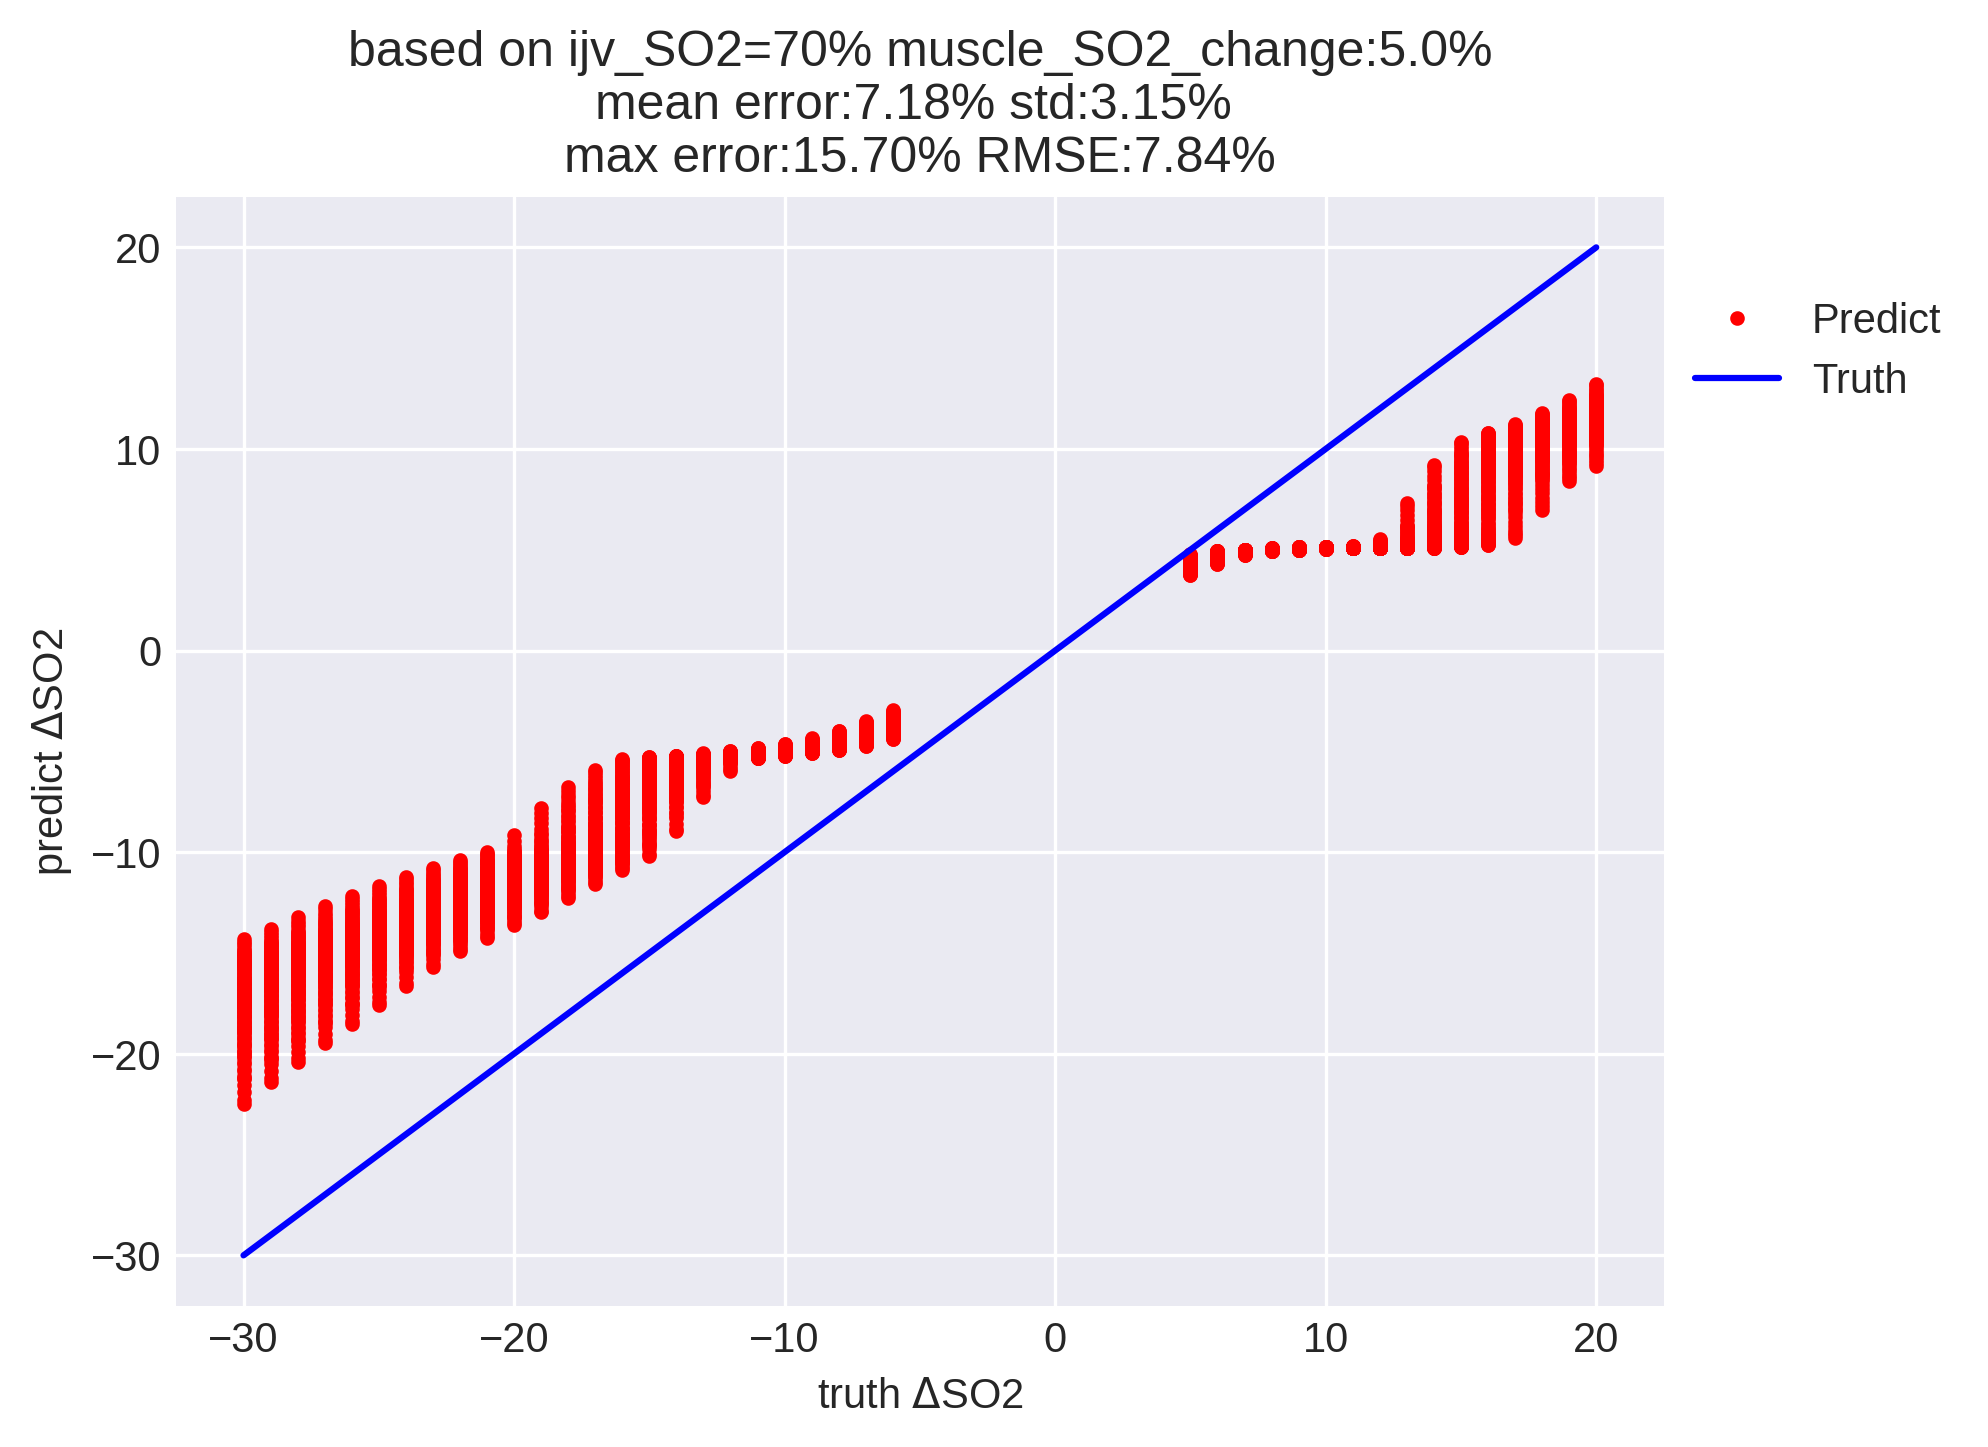 based on ijv_SO2=70% muscle_SO2_change:5.0%
mean error:7.18% std:3.15%
max error:15.70% RMSE:7.84%
20
10
0
−10
−20
−30
predict ΔSO2
−30
−20
−10
0
10
20
truth ΔSO2
Predict
Truth